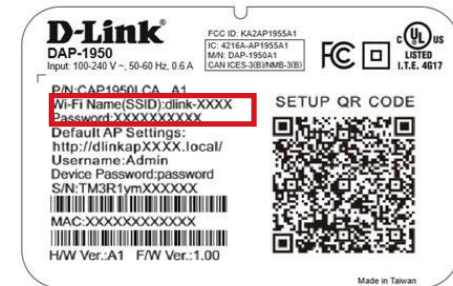 D-Link®
DAP-1950
Input: 100-240 V ~, 50-60 Hz, 0.6 A
FCC ID: KA2AP1955A1
IC: 4216A-AP1955A1
M/N: DAP-1950A1
CAN ICES-3(B)/NMB-3(B)
FC
c UL us
LISTED
I.T.E. 4G17
P/N:CAP1950LCA...A1
Wi-Fi Name(SSID):dlink-XXXX
Password:XXXXXXXXXX
Default AP Settings:
http://dlinkapXXXX.local/
Username:Admin
Device Password:password
S/N:TM3R1ymXXXXXX
MAC:XXXXXXXXXXXX
H/W Ver.:A1 F/W Ver.:1.00
SETUP QR CODE
Made in Taiwan